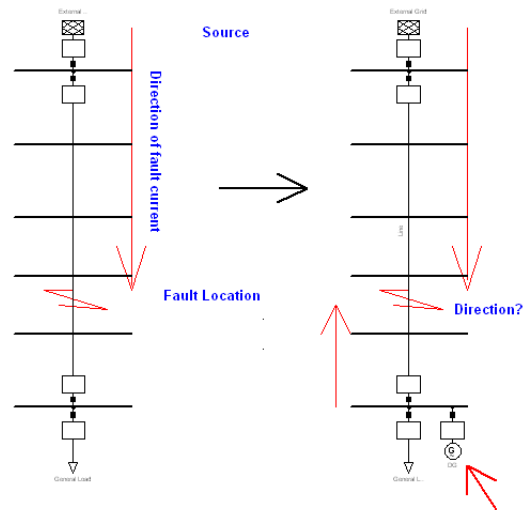 External ...
External Grid
Source
Direction of fault current
Line
Fault Location
Direction?
G
DG
General Load
General L...